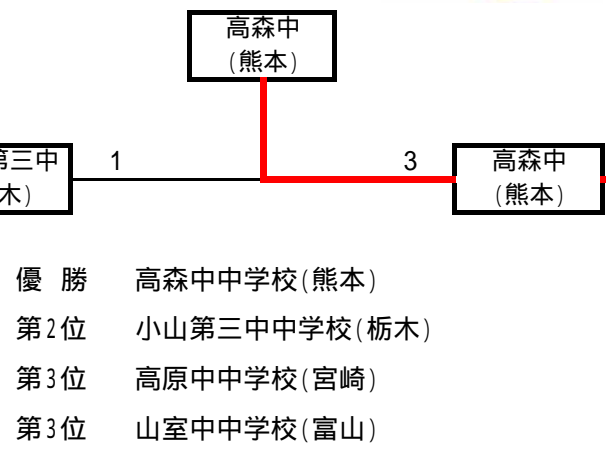 高森中
(熊本)
第三中
木)
1
3
高森中
(熊本)
優 勝 高森中中学校(熊本)
第2位 小山第三中中学校(栃木)
第3位 高原中中学校(宮崎)
第3位 山室中中学校(富山)